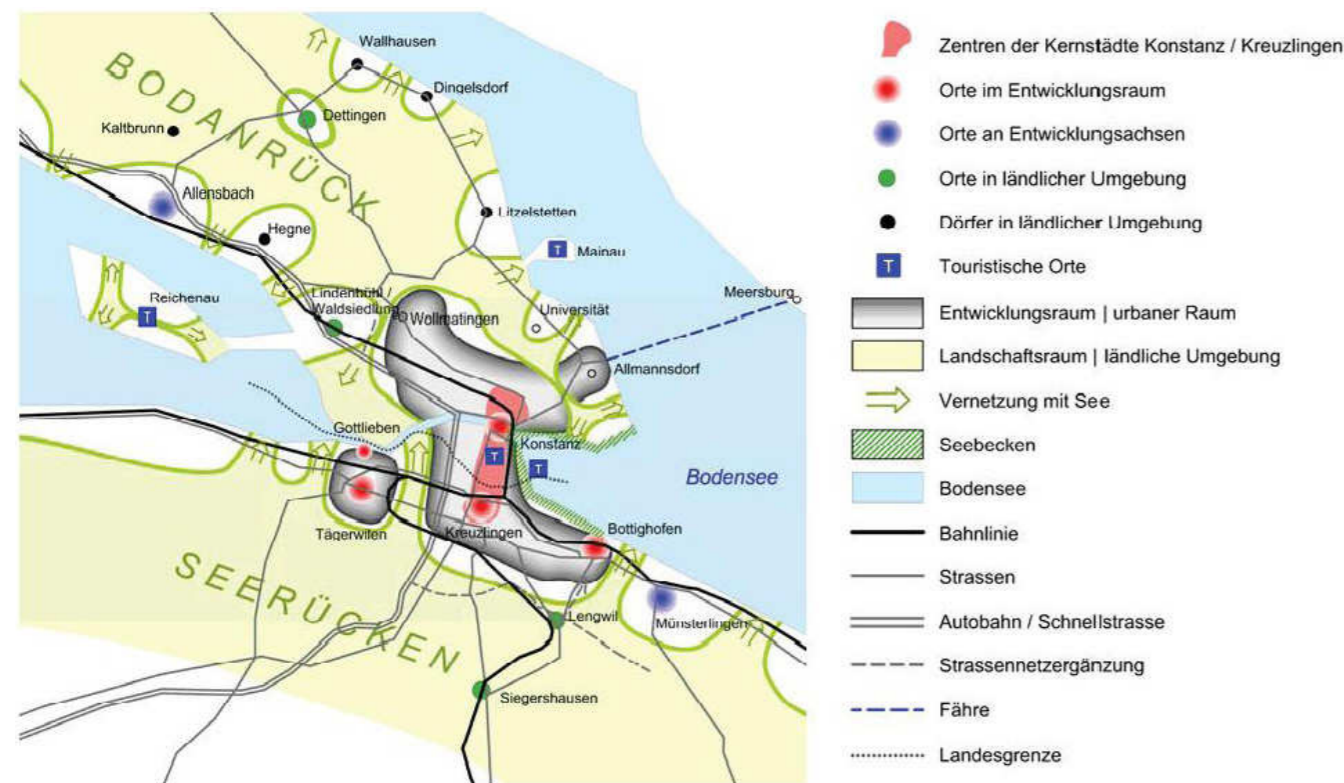 Wallhausen
Dingelsdorf
Dettingen
Kaltbrunn
BODANRÜCK
Allensbach
Hegne
Litzelstetten
T
Mainau
Meersburg
Reichenau
T
Lindenbühl /
Waldsiedlung
Wollmatingen
Universität
Allmannsdorf
Gottlieben
Konstanz
T
T
Bodensee
Tägerwilen
Kreuzlingen
Bottighofen
SEERÜCKEN
Lengwil
Münsterlingen
Siegershausen
Zentren der Kernstädte Konstanz / Kreuzlingen
Orte im Entwicklungsraum
Orte an Entwicklungsachsen
Orte in ländlicher Umgebung
Dörfer in ländlicher Umgebung
T
Touristische Orte
Entwicklungsraum | urbaner Raum
Landschaftsraum | ländliche Umgebung
Vernetzung mit See
Seebecken
Bodensee
Bahnlinie
Strassen
Autobahn / Schnellstrasse
Strassennetzergänzung
Fähre
Landesgrenze